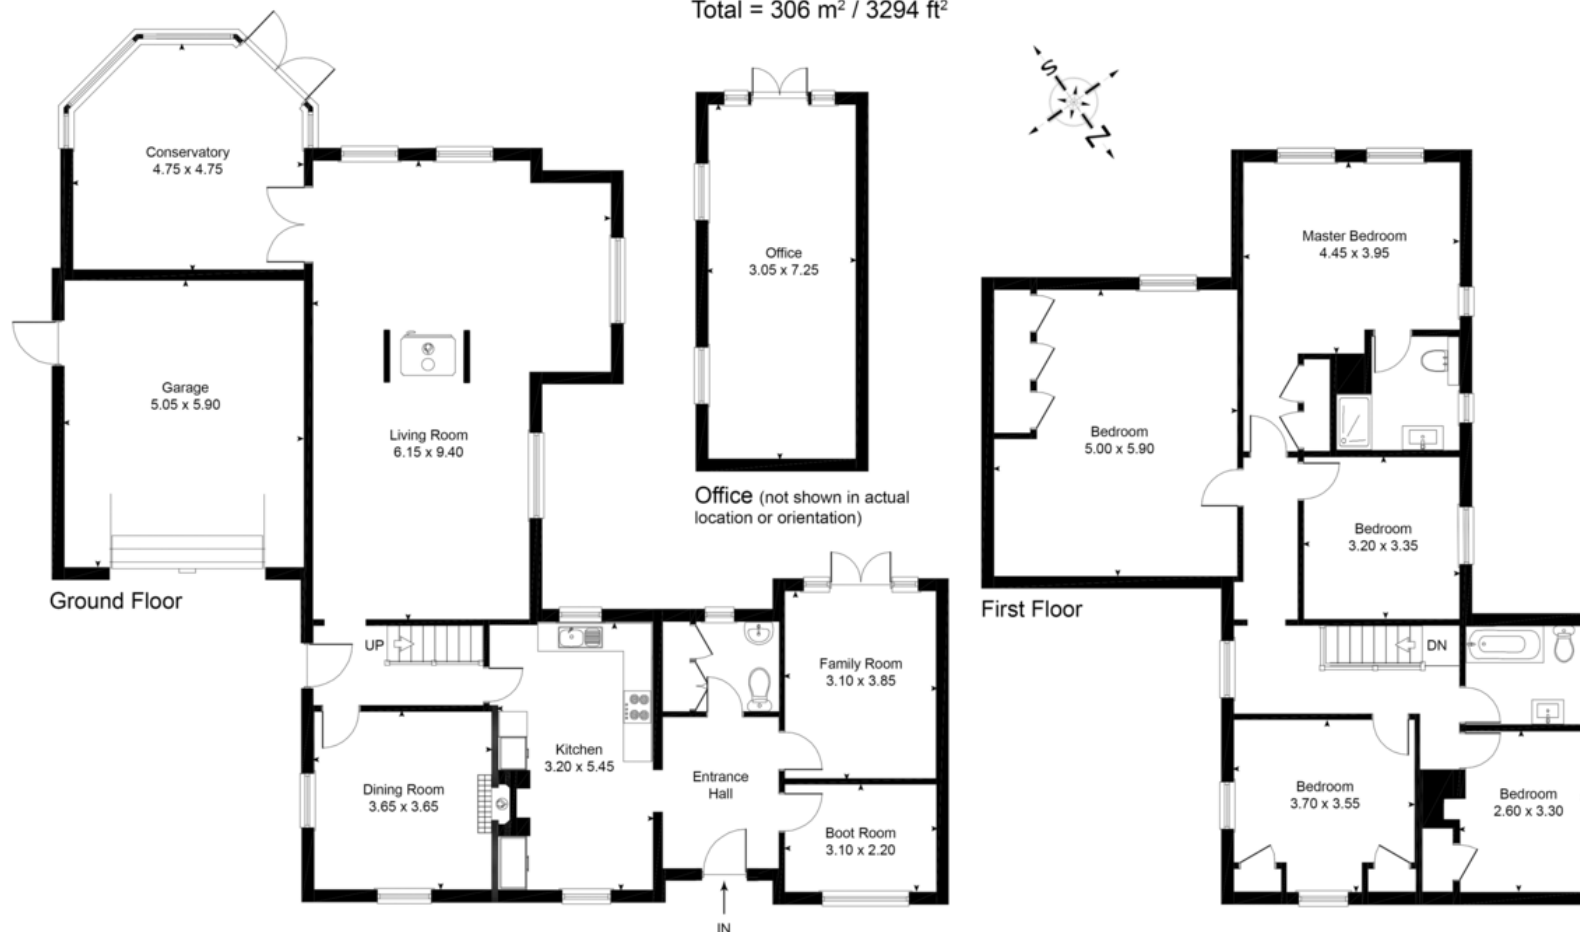 Total = 306 m² / 3294 ft²
S
N
Conservatory
4.75 x 4.75
Office
3.05 x 7.25
Master Bedroom
4.45 x 3.95
Garage
5.05 x 5.90
Living Room
6.15 x 9.40
Bedroom
5.00 x 5.90
Office (not shown in actual
location or orientation)
Bedroom
3.20 x 3.35
Ground Floor
First Floor
UP
DN
Family Room
3.10 x 3.85
Kitchen
3.20 x 5.45
Entrance
Hall
Dining Room
3.65 x 3.65
Boot Room
3.10 x 2.20
Bedroom
3.70 x 3.55
Bedroom
2.60 x 3.30
IN